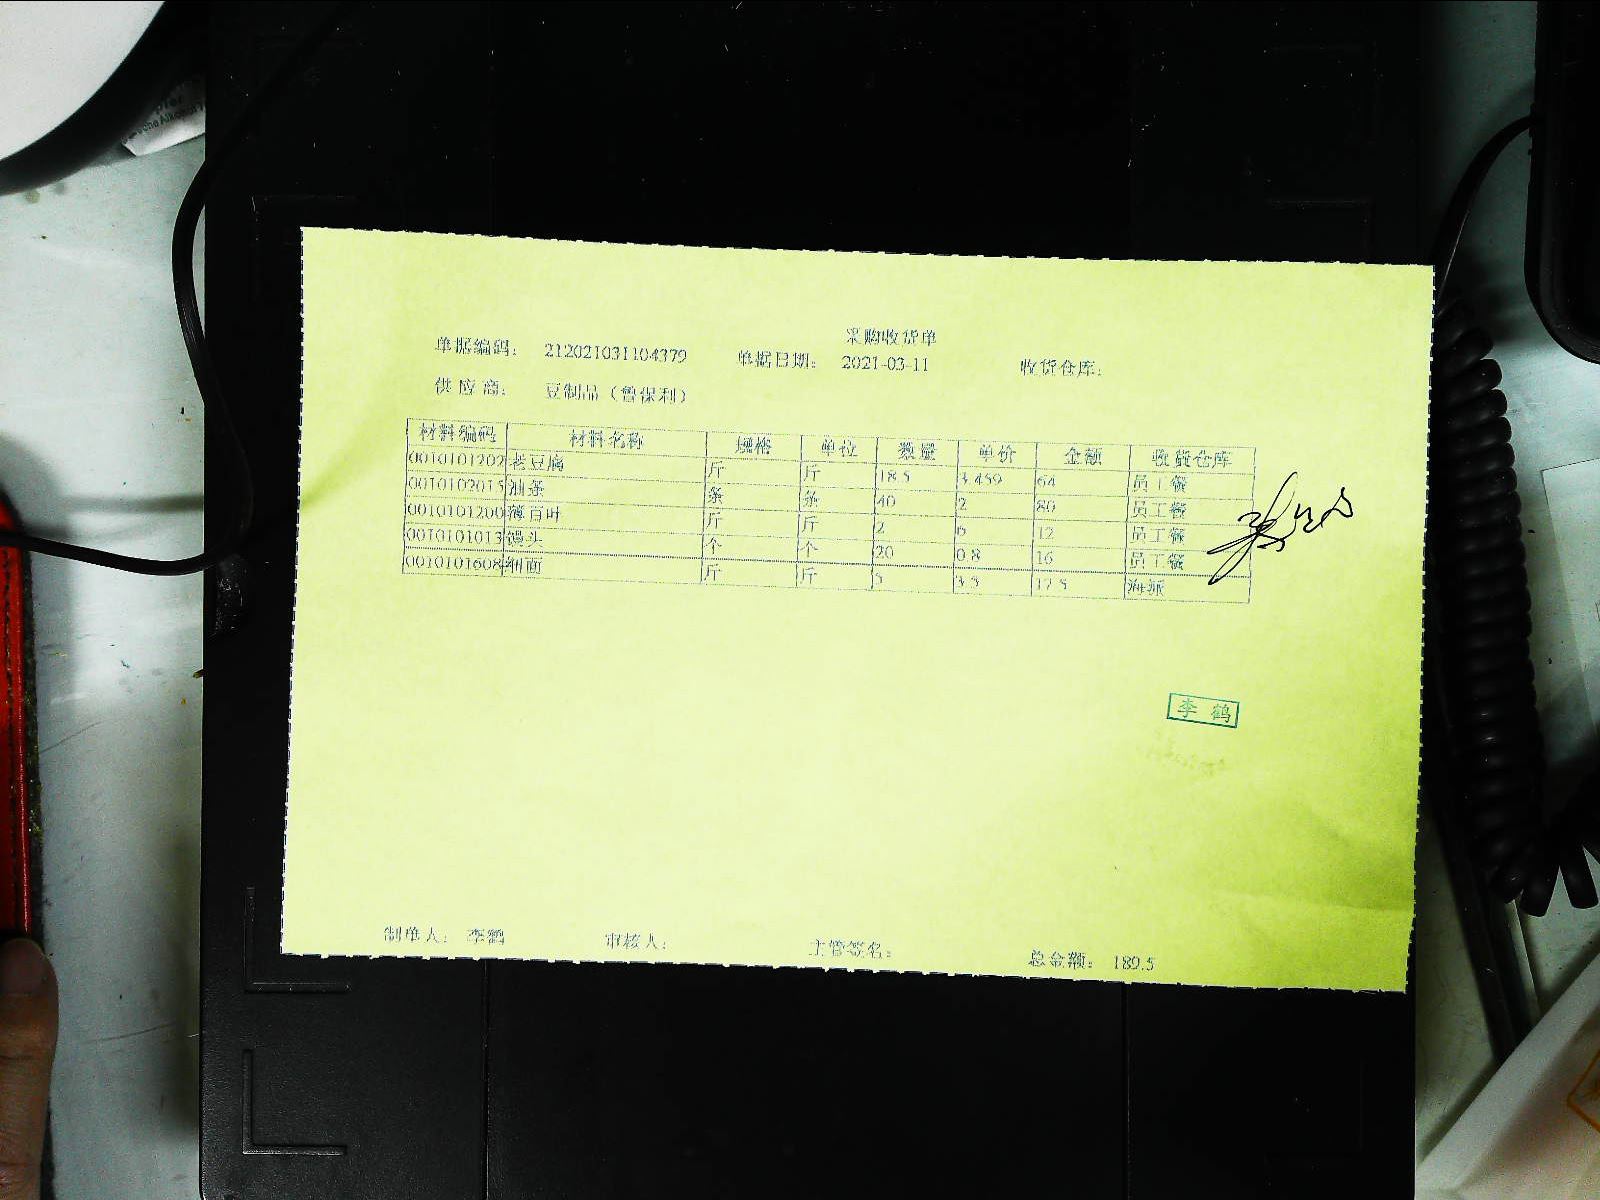 采购收货单
单据编码: 212021031104379 单据日期: 2021-03-11 收货仓库:
供应商: 豆制品（鲁保利）
材料编码 材料名称 规格 单位 数量 单价 金额 收货仓库
0010101202 老豆腐 斤 斤 18.5 3.459 64 员工餐
0010102015 油条 条 条 40 2 80 员工餐
0010101200 薄百叶 斤 斤 2 6 12 员工餐
0010101013 馒头 个 个 20 0.8 16 员工餐
0010101608 细面 斤 斤 5 3.5 17.5 海派
李鹤
制单人: 李鹤 审核人: 主管签名: 总金额: 189.5